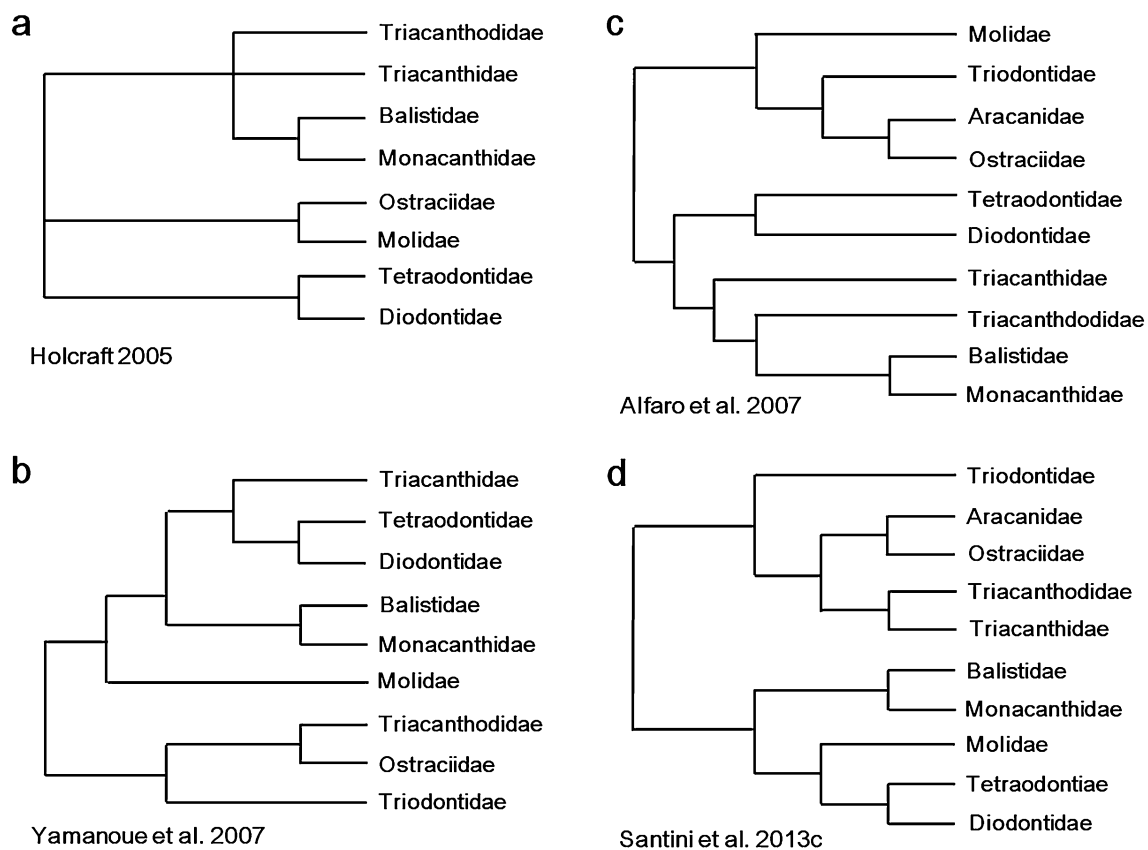 a
Triacanthodidae
Triacanthidae
Balistidae
Monacanthidae
Ostraciidae
Molidae
Tetraodontidae
Diodontidae
Holcraft 2005
b
Triacanthidae
Tetraodontidae
Diodontidae
Balistidae
Monacanthidae
Molidae
Triacanthodidae
Ostraciidae
Triodontidae
Yamanoue et al. 2007
c
Molidae
Triodontidae
Aracanidae
Ostraciidae
Tetraodontidae
Diodontidae
Triacanthidae
Triacanthdodidae
Balistidae
Monacanthidae
Alfaro et al. 2007
d
Triodontidae
Aracanidae
Ostraciidae
Triacanthodidae
Triacanthidae
Balistidae
Monacanthidae
Molidae
Tetraodontiae
Diodontidae
Santini et al. 2013c